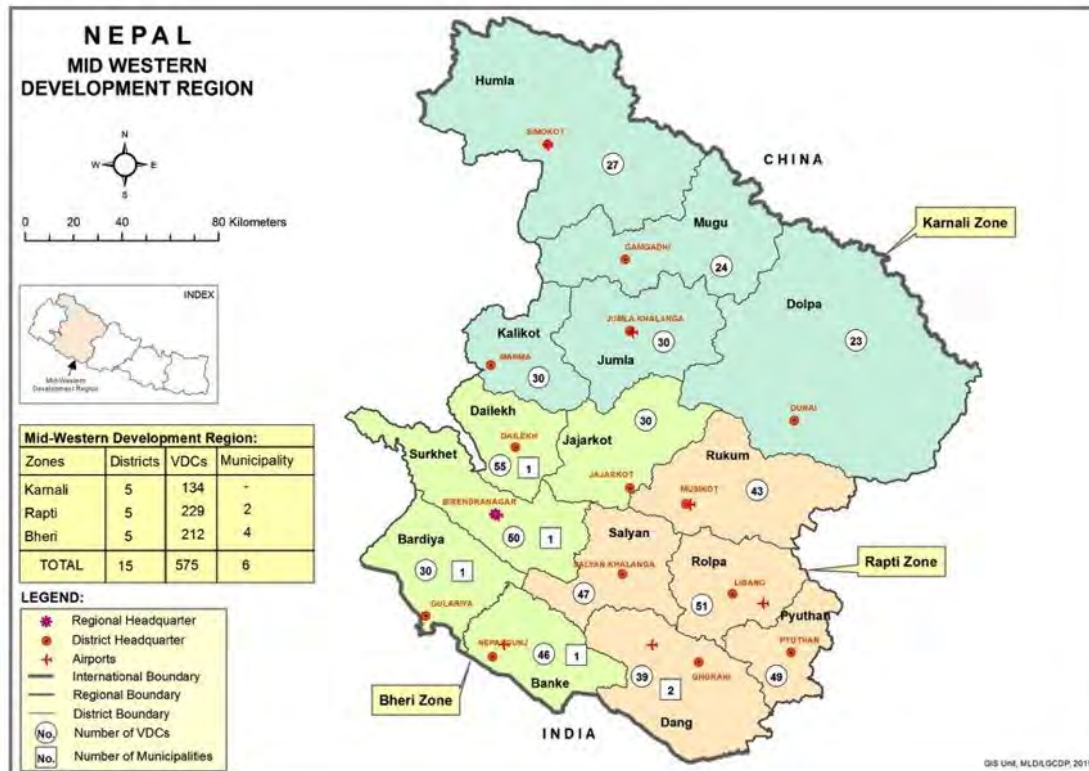 NEPAL
MID WESTERN
DEVELOPMENT REGION
N
W E
S
0 20 40 80 Kilometers
INDEX
Mid-Western
Development Region
Mid-Western Development Region:
Zones Districts VDCs Municipality
Karnali 5 134 -
Rapti 5 229 2
Bheri 5 212 4
TOTAL 15 575 6
LEGEND:
Regional Headquarter
District Headquarter
Airports
International Boundary
Regional Boundary
District Boundary
No. Number of VDCs
No. Number of Municipalities
Humla
SIMOKOT
27
CHINA
Karnali Zone
Mugu
GAMGADHI
24
Dolpa
23
DUNAI
Kalikot
MANMA
30
JUMLA KHALANGA
30
Jumla
Dailekh
DAILEKH
55 1
Jajarkot
30
JAJARKOT
Surkhet
BIRENDRANAGAR
50 1
Rukum
MUSIKOT
43
Bardiya
30 1
GULARIYA
Salyan
SALYAN KHALANGA
47
Rolpa
LIBANG
51
Rapti Zone
Pyuthan
PYUTHAN
49
NEPALGUNJ
46 1
Banke
Bheri Zone
39
2
GHORAHI
Dang
INDIA
GIS Unit, MLD/LGCDP,